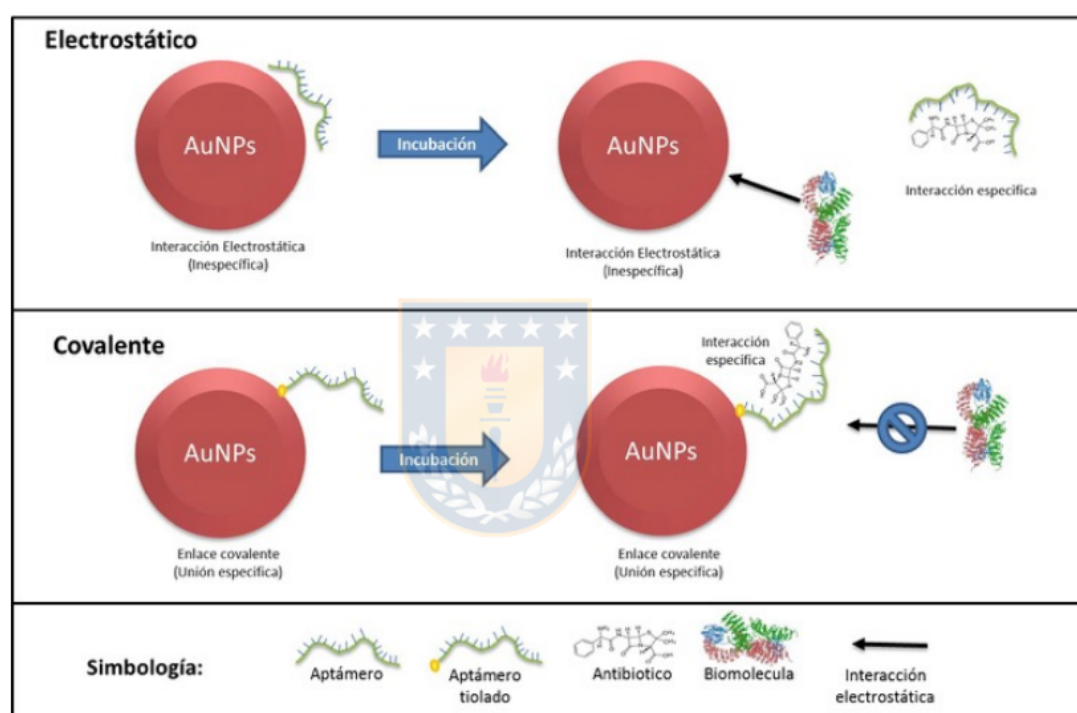 Electrostático
AuNPs
Incubación
AuNPs
Interacción especifica
Interacción Electrostática
(Inespecífica)
Interacción Electrostática
(Inespecífica)
Covalente
Interacción
especifica
AuNPs
Incubación
AuNPs
Enlace covalente
(Unión especifica)
Enlace covalente
(Unión especifica)
Simbología:
Aptámero
Aptámero
tiolado
Antibiotico
Biomolecula
Interacción
electrostática